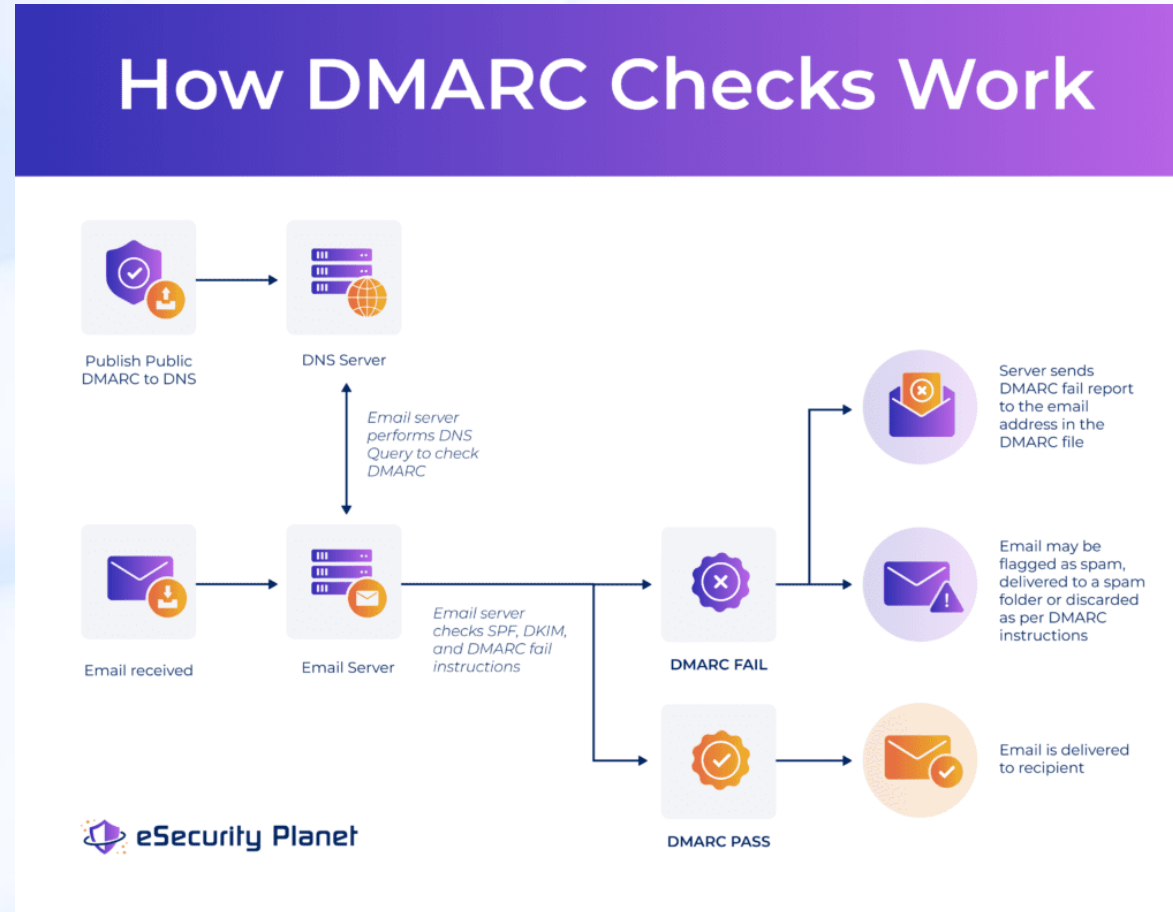 How DMARC Checks Work
Publish Public
DMARC to DNS
DNS Server
Email server
performs DNS
Query to check
DMARC
Server sends
DMARC fail report
to the email
address in the
DMARC file
Email received
Email Server
Email server
checks SPF, DKIM,
and DMARC fail
instructions
DMARC FAIL
Email may be
flagged as spam,
delivered to a spam
folder or discarded
as per DMARC
instructions
DMARC PASS
Email is delivered
to recipient
eSecurity Planet